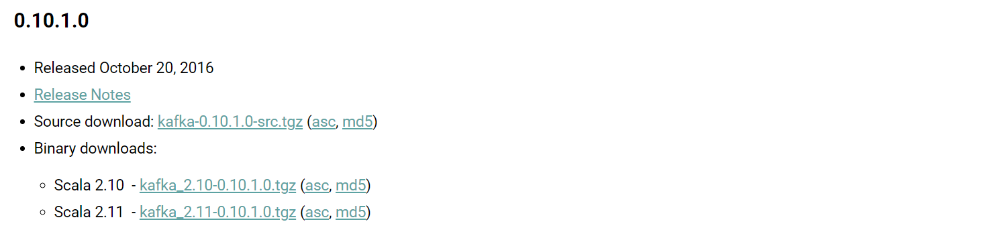 0.10.1.0
Released October 20, 2016
Release Notes
Source download: kafka-0.10.1.0-src.tgz (asc, md5)
Binary downloads:
Scala 2.10 - kafka_2.10-0.10.1.0.tgz (asc, md5)
Scala 2.11 - kafka_2.11-0.10.1.0.tgz (asc, md5)